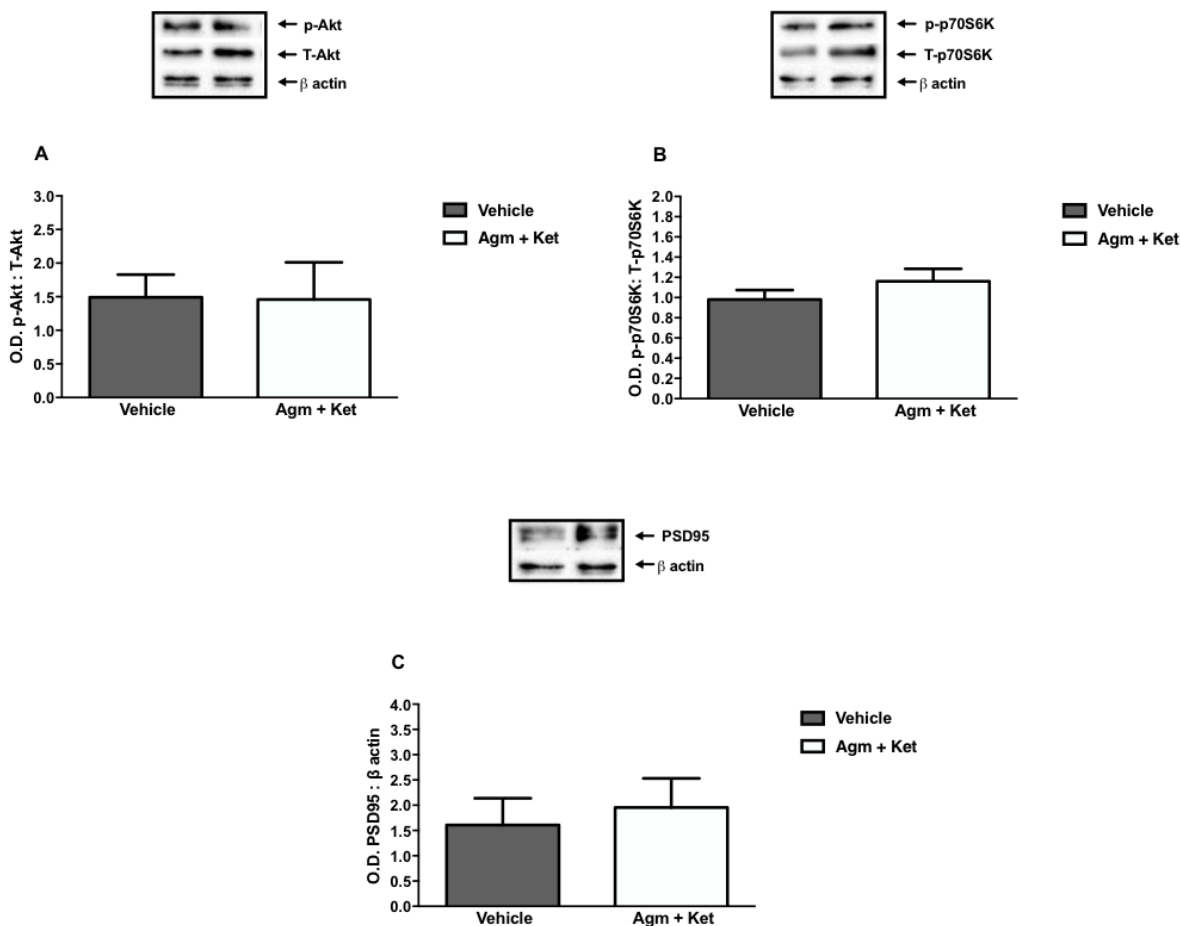 p-Akt
T-Akt
β actin
p-p70S6K
T-p70S6K
β actin
A
O.D. p-Akt : T-Akt
3.0
2.5
2.0
1.5
1.0
0.5
0.0
Vehicle
Agm + Ket
Vehicle
Agm + Ket
B
O.D. p-p70S6K: T-p70S6K
2.0
1.8
1.6
1.4
1.2
1.0
0.8
0.6
0.4
0.2
0.0
Vehicle
Agm + Ket
Vehicle
Agm + Ket
PSD95
β actin
C
O.D. PSD95 : β actin
4.0
3.5
3.0
2.5
2.0
1.5
1.0
0.5
0.0
Vehicle
Agm + Ket
Vehicle
Agm + Ket